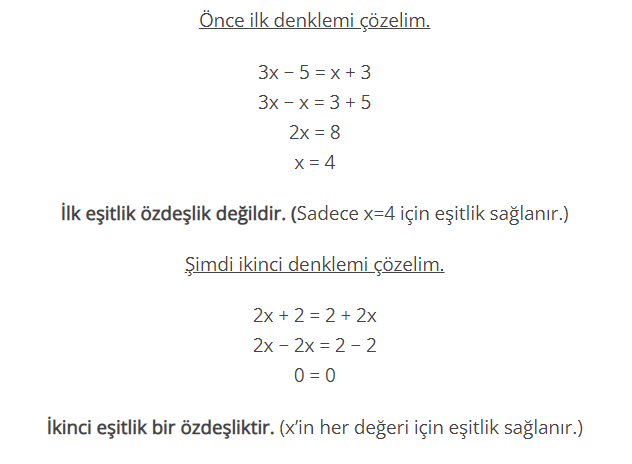 Önce ilk denklemi çözelim.
3x − 5 = x + 3
3x − x = 3 + 5
2x = 8
x = 4
İlk eşitlik özdeşlik değildir. (Sadece x=4 için eşitlik sağlanır.)
Şimdi ikinci denklemi çözelim.
2x + 2 = 2 + 2x
2x − 2x = 2 − 2
0 = 0
İkinci eşitlik bir özdeşliktir. (x’in her değeri için eşitlik sağlanır.)